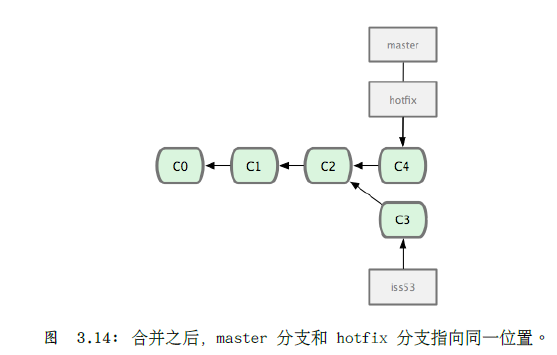 master
hotfix
C0
C1
C2
C4
C3
iss53
图 3.14: 合并之后, master 分支和 hotfix 分支指向同一位置。